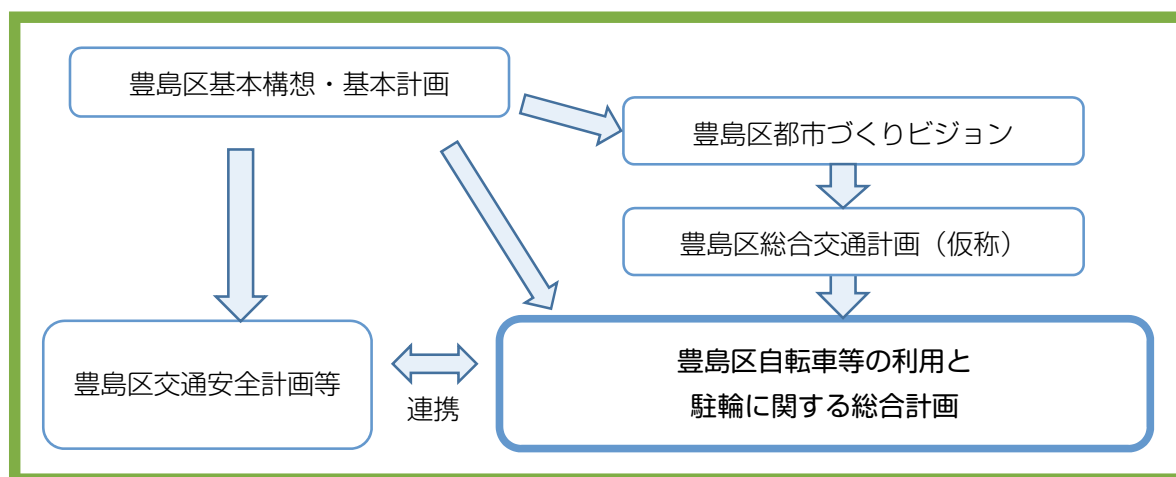 豊島区基本構想・基本計画
豊島区都市づくりビジョン
豊島区総合交通計画（仮称）
豊島区交通安全計画等
連携
豊島区自転車等の利用と
駐輪に関する総合計画